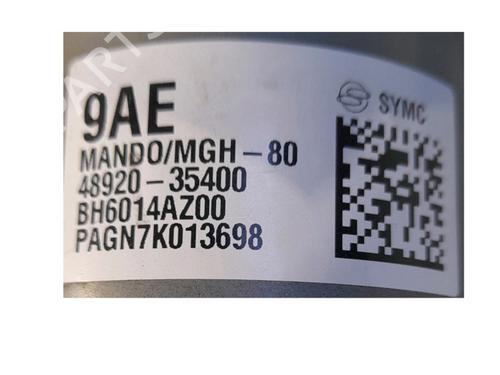 9AE
SYMC
MANDO/MGH-80
48920-35400
BH6014AZ00
PAGN7K013698